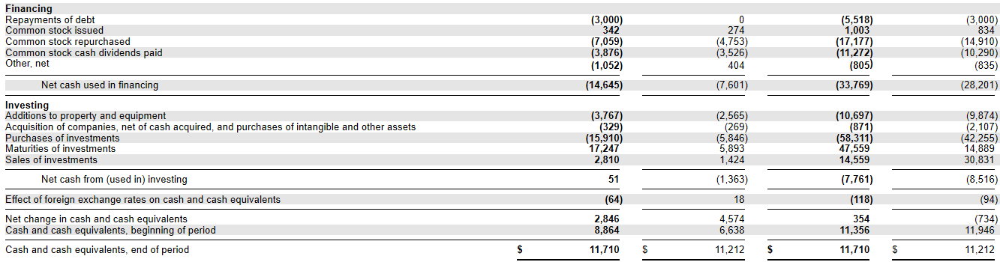 Financing
Repayments of debt (3,000) 0 (5,518) (3,000)
Common stock issued 342 274 1,003 834
Common stock repurchased (7,059) (4,753) (17,177) (14,910)
Common stock cash dividends paid (3,876) (3,526) (11,272) (10,290)
Other, net (1,052) 404 (805) (835)
Net cash used in financing (14,645) (7,601) (33,769) (28,201)
Investing
Additions to property and equipment (3,767) (2,565) (10,697) (9,874)
Acquisition of companies, net of cash acquired, and purchases of intangible and other assets (329) (269) (871) (2,107)
Purchases of investments (15,910) (5,846) (58,311) (42,255)
Maturities of investments 17,247 5,893 47,559 14,889
Sales of investments 2,810 1,424 14,559 30,831
Net cash from (used in) investing 51 (1,363) (7,761) (8,516)
Effect of foreign exchange rates on cash and cash equivalents (64) 18 (118) (94)
Net change in cash and cash equivalents 2,846 4,574 354 (734)
Cash and cash equivalents, beginning of period 8,864 6,638 11,356 11,946
Cash and cash equivalents, end of period $ 11,710 $ 11,212 $ 11,710 $ 11,212